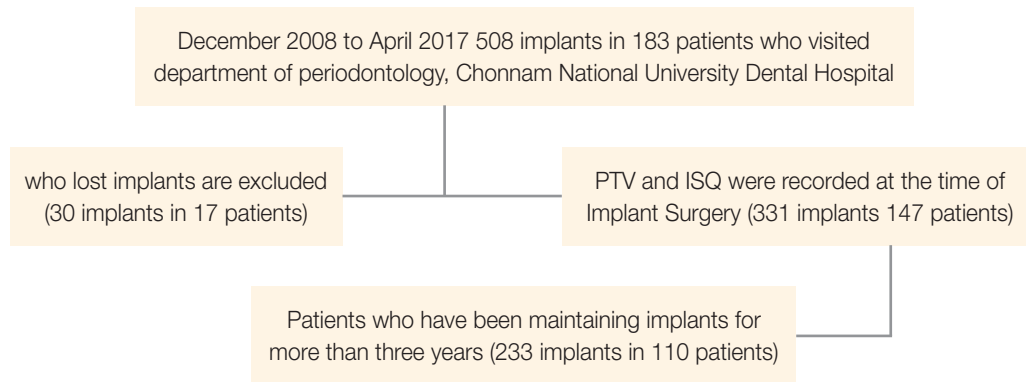 December 2008 to April 2017 508 implants in 183 patients who visited
department of periodontology, Chonnam National University Dental Hospital
who lost implants are excluded
(30 implants in 17 patients)
PTV and ISQ were recorded at the time of
Implant Surgery (331 implants 147 patients)
Patients who have been maintaining implants for
more than three years (233 implants in 110 patients)